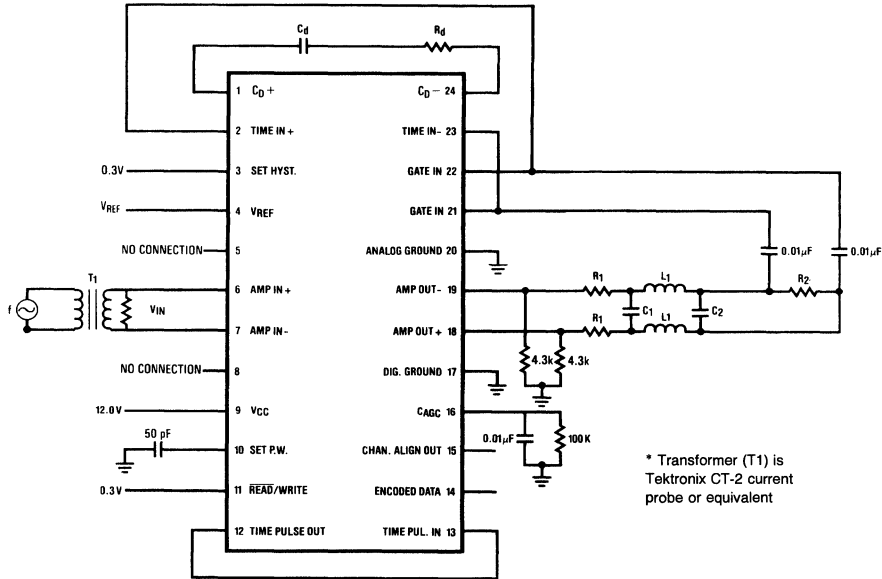 Cd
Rd
1 CD+
CD− 24
2 TIME IN +
TIME IN- 23
0.3V
3 SET HYST.
GATE IN 22
VREF
4 VREF
GATE IN 21
NO CONNECTION
5
ANALOG GROUND 20
0.01µF
0.01µF
f
T1
VIN
6 AMP IN +
AMP OUT- 19
R1
L1
R2
C1
C2
7 AMP IN-
AMP OUT+ 18
R1
L1
4.3k
4.3k
NO CONNECTION
8
DIG. GROUND 17
12.0V
9 VCC
CAGC 16
50 pF
10 SET P.W.
CHAN. ALIGN OUT 15
0.01µF
100K
0.3V
11 READ/WRITE
ENCODED DATA 14
12 TIME PULSE OUT
TIME PUL. IN 13
* Transformer (T1) is
Tektronix CT-2 current
probe or equivalent